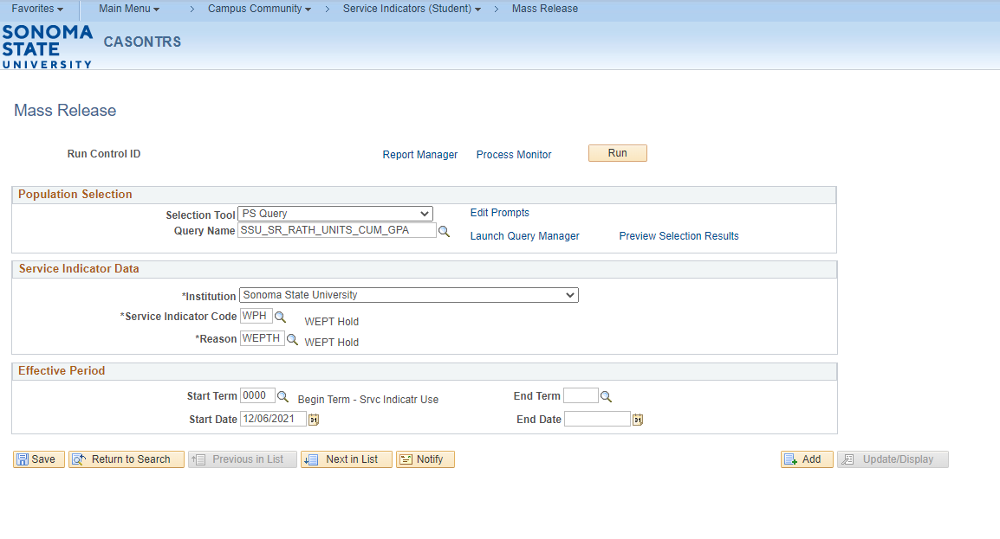 Favorites Main Menu > Campus Community > Service Indicators (Student) > Mass Release
SONOMA
STATE
UNIVERSITY
CASONTRS
Mass Release
Run Control ID Report Manager Process Monitor Run
Population Selection
Selection Tool PS Query Edit Prompts
Query Name SSU_SR_RATH_UNITS_CUM_GPA Launch Query Manager Preview Selection Results
Service Indicator Data
*Institution Sonoma State University
*Service Indicator Code WPH WEPT Hold
*Reason WEPTH WEPT Hold
Effective Period
Start Term 0000 Begin Term - Srvc Indicatr Use End Term
Start Date 12/06/2021 31 End Date 31
Save Return to Search Previous in List Next in List Notify Add Update/Display